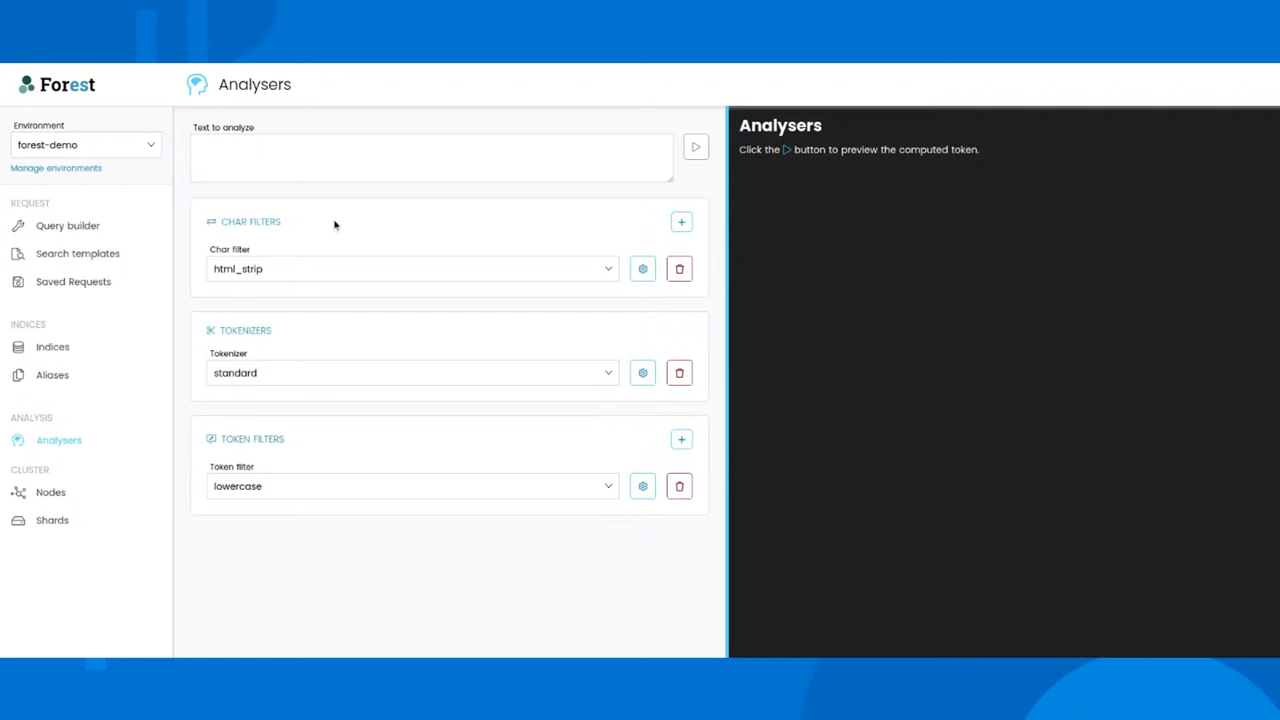 Forest
Analysers
Environment
forest-demo
Manage environments
REQUEST
Query builder
Search templates
Saved Requests
INDICES
Indices
Aliases
ANALYSIS
Analysers
CLUSTER
Nodes
Shards
Text to analyze
CHAR FILTERS
Char filter
html_strip
TOKENIZERS
Tokenizer
standard
TOKEN FILTERS
Token filter
lowercase
Analysers
Click the button to preview the computed token.